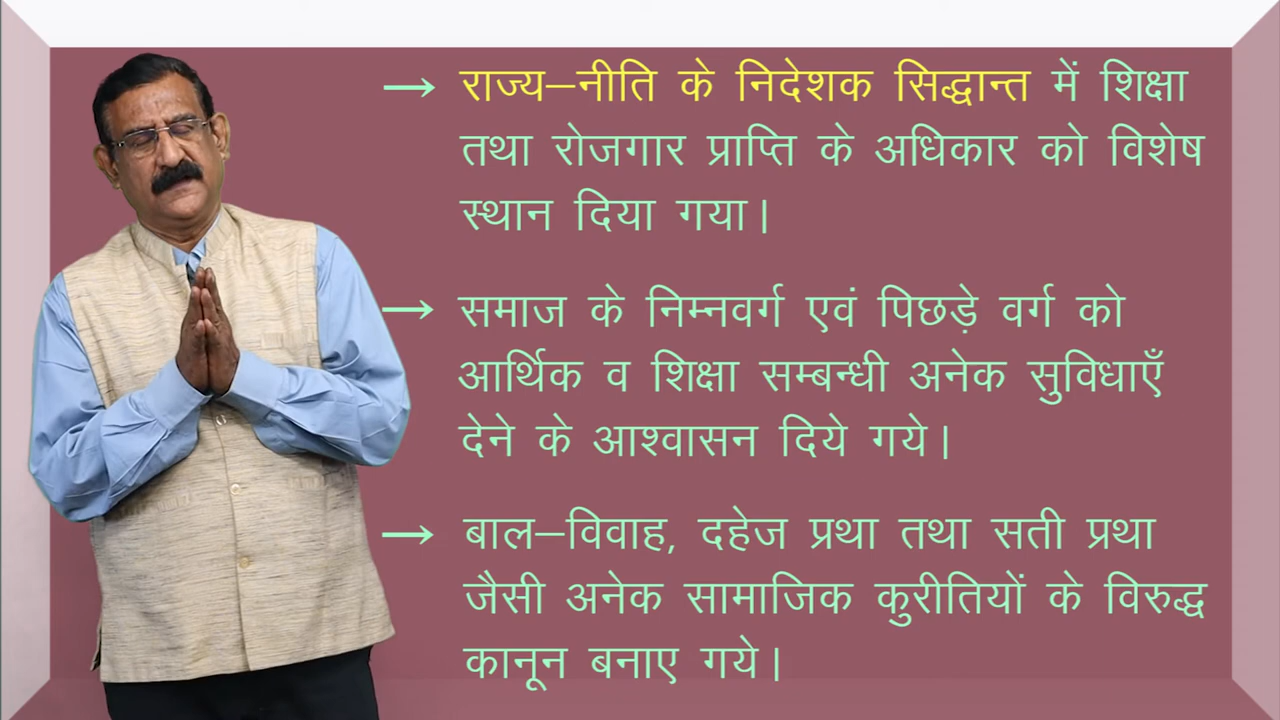 → राज्य–नीति के निदेशक सिद्धान्त में शिक्षा
तथा रोजगार प्राप्ति के अधिकार को विशेष
स्थान दिया गया।
→ समाज के निम्नवर्ग एवं पिछड़े वर्ग को
आर्थिक व शिक्षा सम्बन्धी अनेक सुविधाएँ
देने के आश्वासन दिये गये।
→ बाल–विवाह, दहेज प्रथा तथा सती प्रथा
जैसी अनेक सामाजिक कुरीतियों के विरुद्ध
कानून बनाए गये।